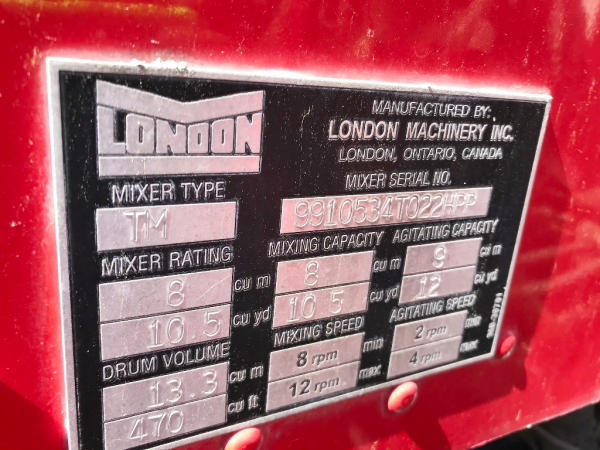 LONDON
MANUFACTURED BY:
LONDON MACHINERY INC.
LONDON, ONTARIO, CANADA
MIXER TYPE
TM
MIXER SERIAL NO.
9910534T022HPP
MIXER RATING
8 cu m
10.5 cu yd
MIXING CAPACITY
8 cu m
10 5 cu yd
AGITATING CAPACITY
9 cu m
12 cu yd
DRUM VOLUME
13.3 cu m
470 cu ft
MIXING SPEED
8 rpm min
12 rpm max
AGITATING SPEED
2 rpm min
4 rpm max